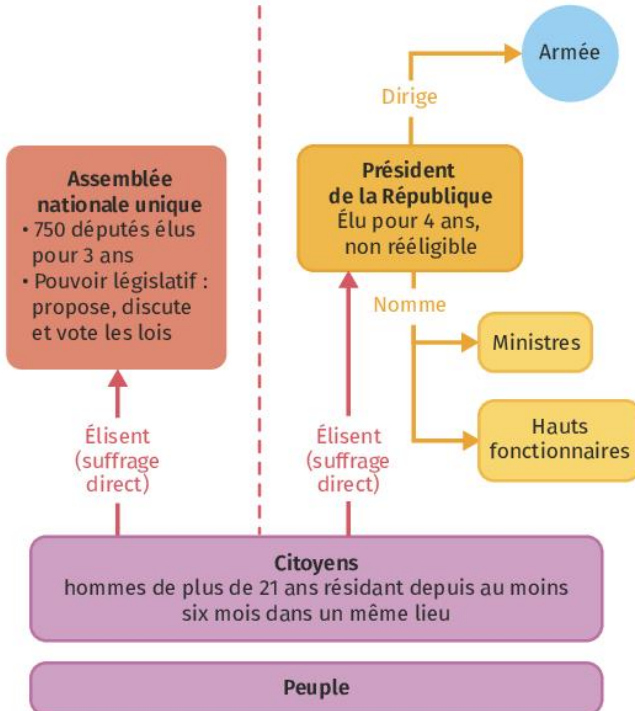 Armée
Dirige
Assemblée
nationale unique
• 750 députés élus
pour 3 ans
• Pouvoir législatif :
propose, discute
et vote les lois
Président
de la République
Élu pour 4 ans,
non rééligible
Nomme
Ministres
Hauts
fonctionnaires
Élisent
(suffrage
direct)
Élisent
(suffrage
direct)
Citoyens
hommes de plus de 21 ans résidant depuis au moins
six mois dans un même lieu
Peuple